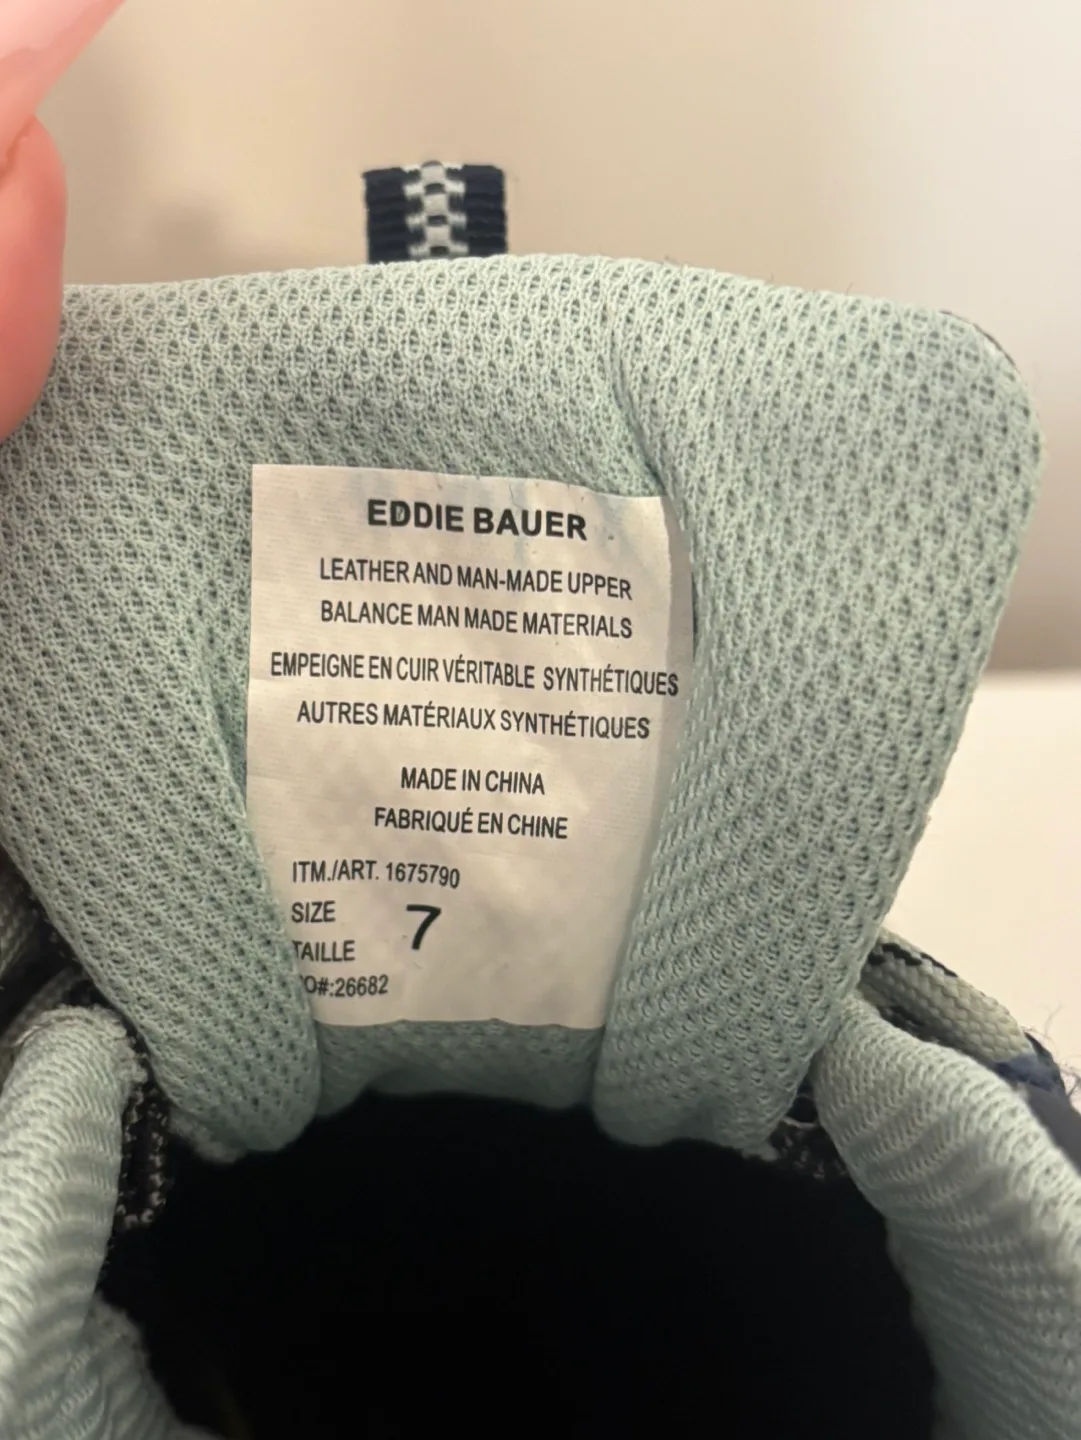 EDDIE BAUER
LEATHER AND MAN-MADE UPPER
BALANCE MAN MADE MATERIALS
EMPEIGNE EN CUIR VÉRITABLE SYNTHÉTIQUES
AUTRES MATÉRIAUX SYNTHÉTIQUES
MADE IN CHINA
FABRIQUÉ EN CHINE
ITM./ART. 1675790
SIZE 7
TAILLE
O#:26682